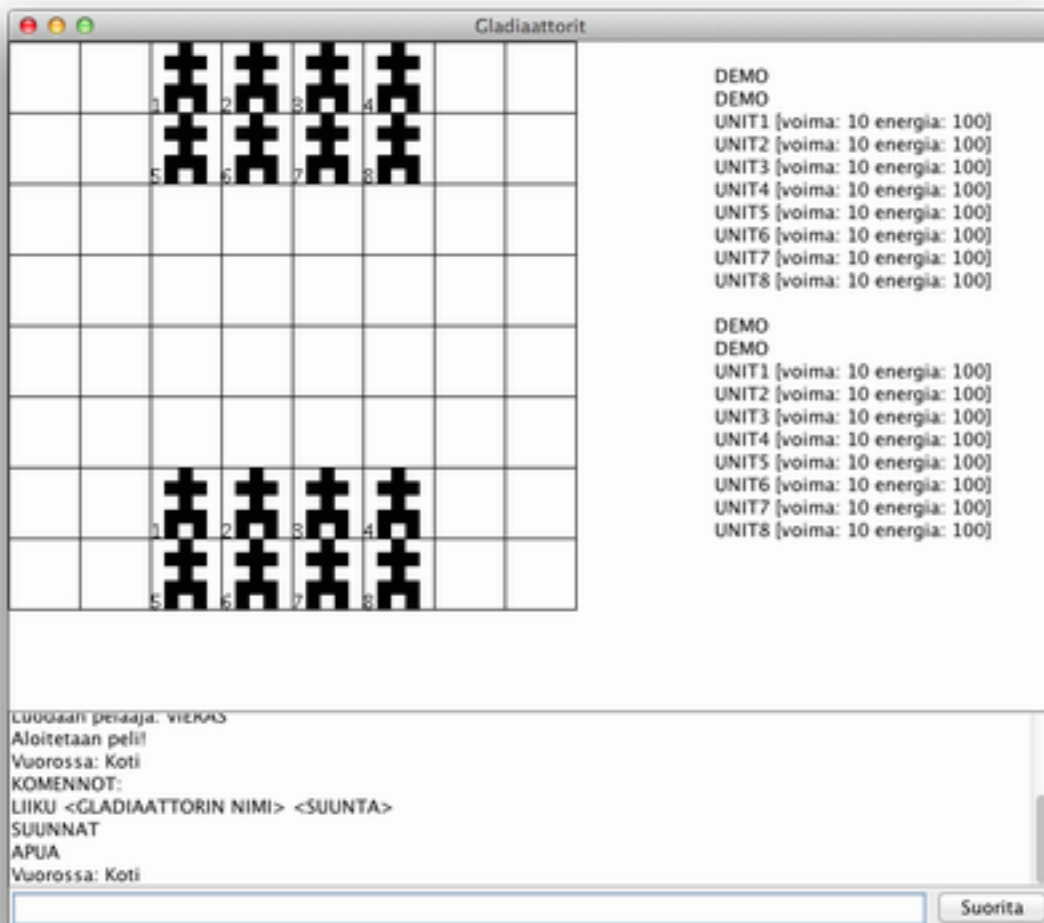 Gladiaattorit
1 2 3 4
5 6 7 8
1 2 3 4
5 6 7 8
DEMO
DEMO
UNIT1 [voima: 10 energia: 100]
UNIT2 [voima: 10 energia: 100]
UNIT3 [voima: 10 energia: 100]
UNIT4 [voima: 10 energia: 100]
UNIT5 [voima: 10 energia: 100]
UNIT6 [voima: 10 energia: 100]
UNIT7 [voima: 10 energia: 100]
UNIT8 [voima: 10 energia: 100]
DEMO
DEMO
UNIT1 [voima: 10 energia: 100]
UNIT2 [voima: 10 energia: 100]
UNIT3 [voima: 10 energia: 100]
UNIT4 [voima: 10 energia: 100]
UNIT5 [voima: 10 energia: 100]
UNIT6 [voima: 10 energia: 100]
UNIT7 [voima: 10 energia: 100]
UNIT8 [voima: 10 energia: 100]
Luodaan pelaaja: VIERAS
Aloitetaan peli!
Vuorossa: Koti
KOMENNOT:
LIIKU <GLADIAATTORIN NIMI> <SUUNTA>
SUUNNAT
APUA
Vuorossa: Koti
Suorita